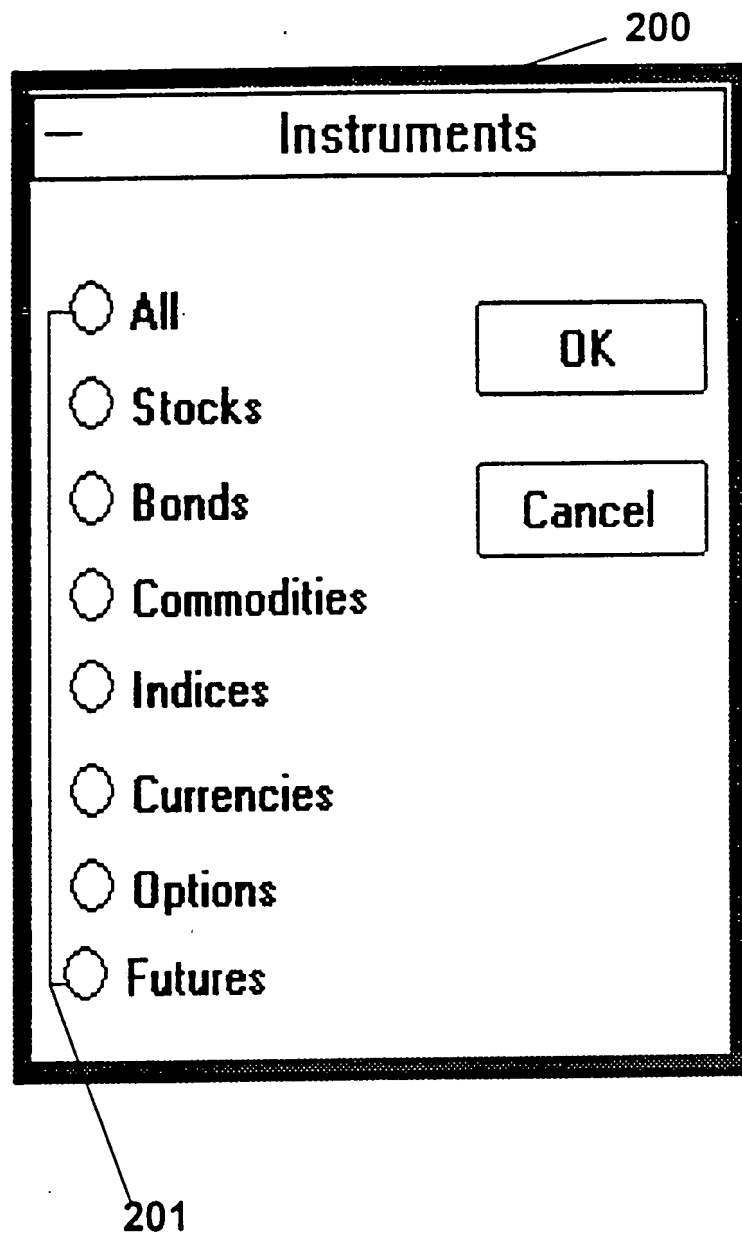 200
Instruments
All
OK
Stocks
Bonds
Cancel
Commodities
Indices
Currencies
Options
Futures
201